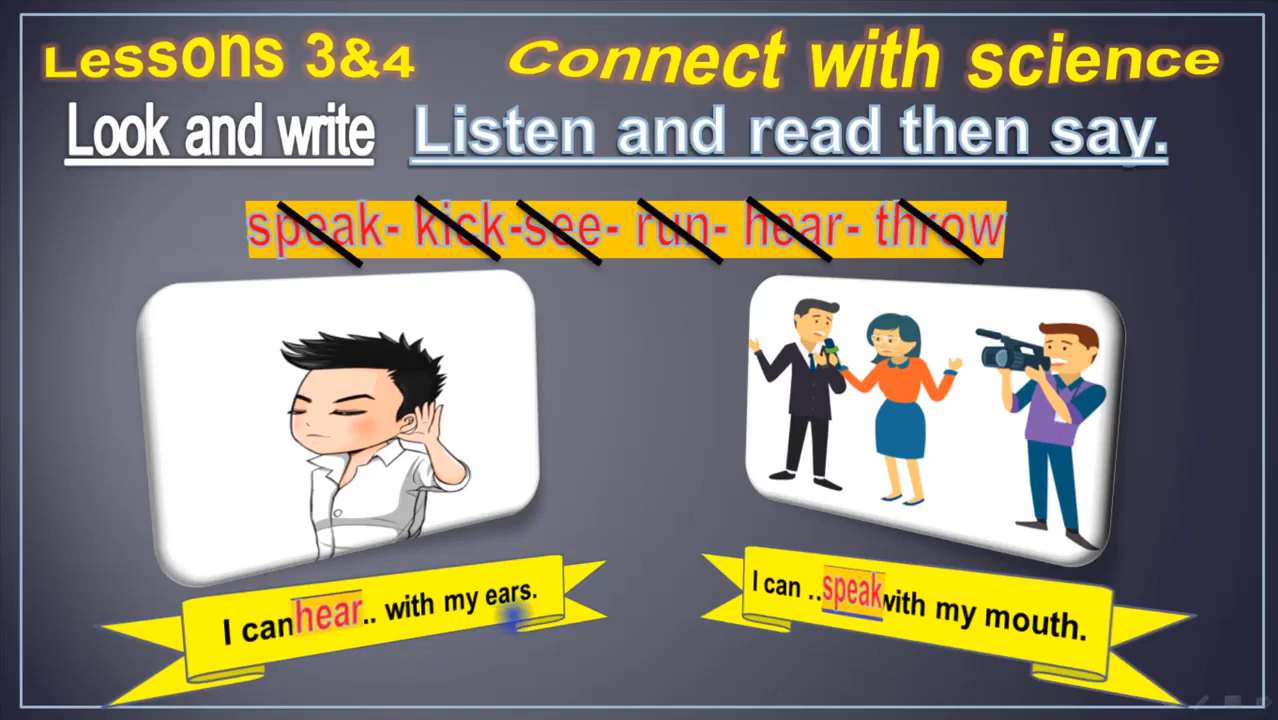 Lessons 3&4 Connect with science
Look and write Listen and read then say.
speak- kick-see- run- hear- throw
I can hear.. with my ears.
I can ..speak with my mouth.